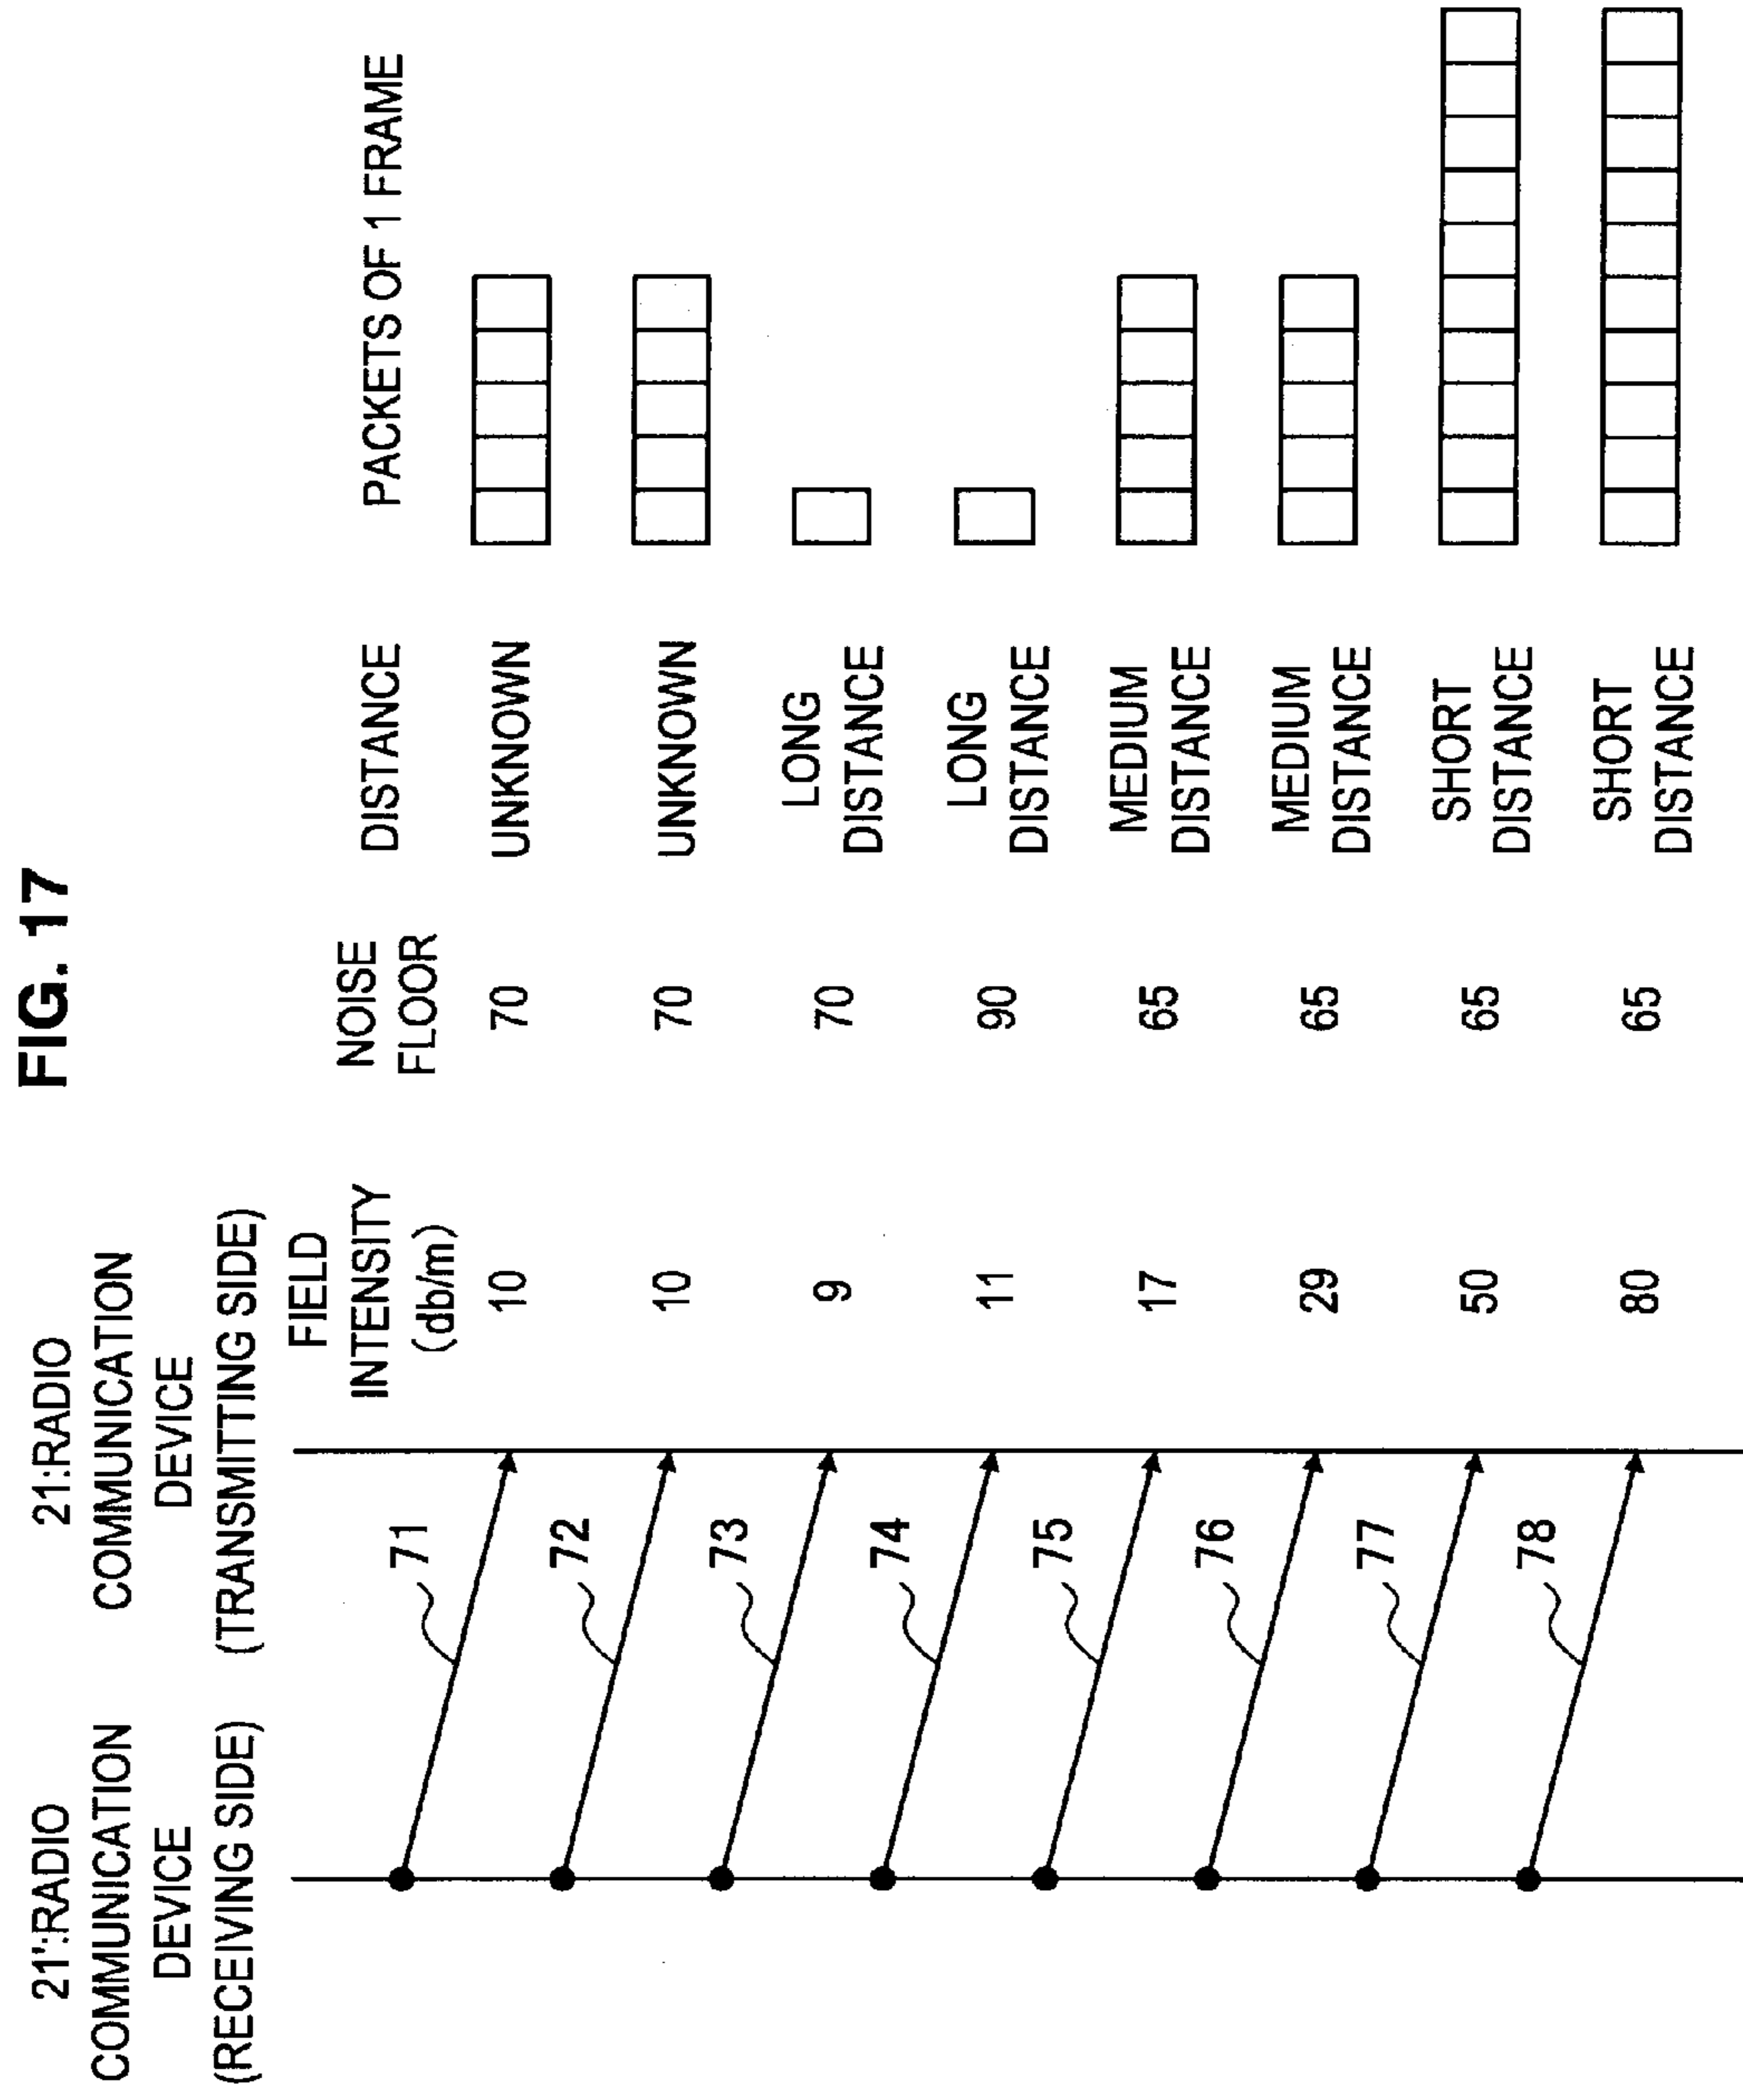 FIG. 17
21':RADIO
COMMUNICATION
DEVICE
(RECEIVING SIDE)
21:RADIO
COMMUNICATION
DEVICE
(TRANSMITTING SIDE)
FIELD
INTENSITY
(db/m)
NOISE
FLOOR
DISTANCE
PACKETS OF 1 FRAME
71
10
70
UNKNOWN
72
10
70
UNKNOWN
73
9
70
LONG
DISTANCE
74
11
90
LONG
DISTANCE
75
17
65
MEDIUM
DISTANCE
76
29
65
MEDIUM
DISTANCE
77
50
65
SHORT
DISTANCE
78
80
65
SHORT
DISTANCE